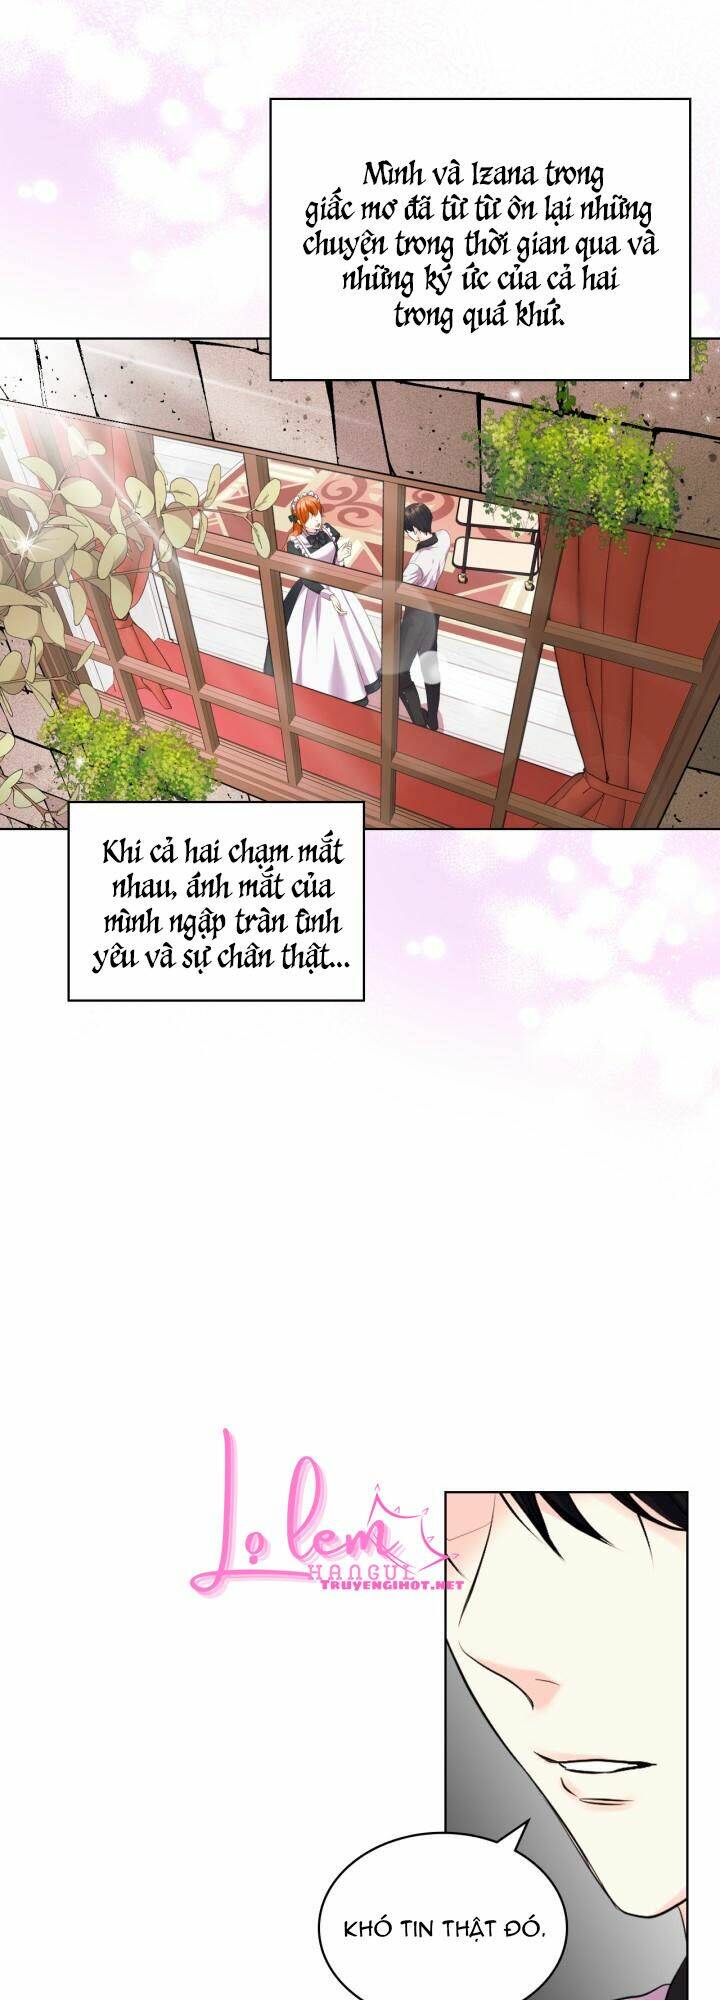 Mình và Izana trong
giấc mơ đã từ từ ôn lại những
chuyện trong thời gian qua và
những ký ức của cả hai
trong quá khứ.
Khi cả hai chạm mắt
nhau, ánh mắt của
mình ngập tràn tình
yêu và sự chân thật...
Lọ lem
HANGUL
TRUYENGIHOT.NET
KHÓ TIN THẬT ĐÓ.